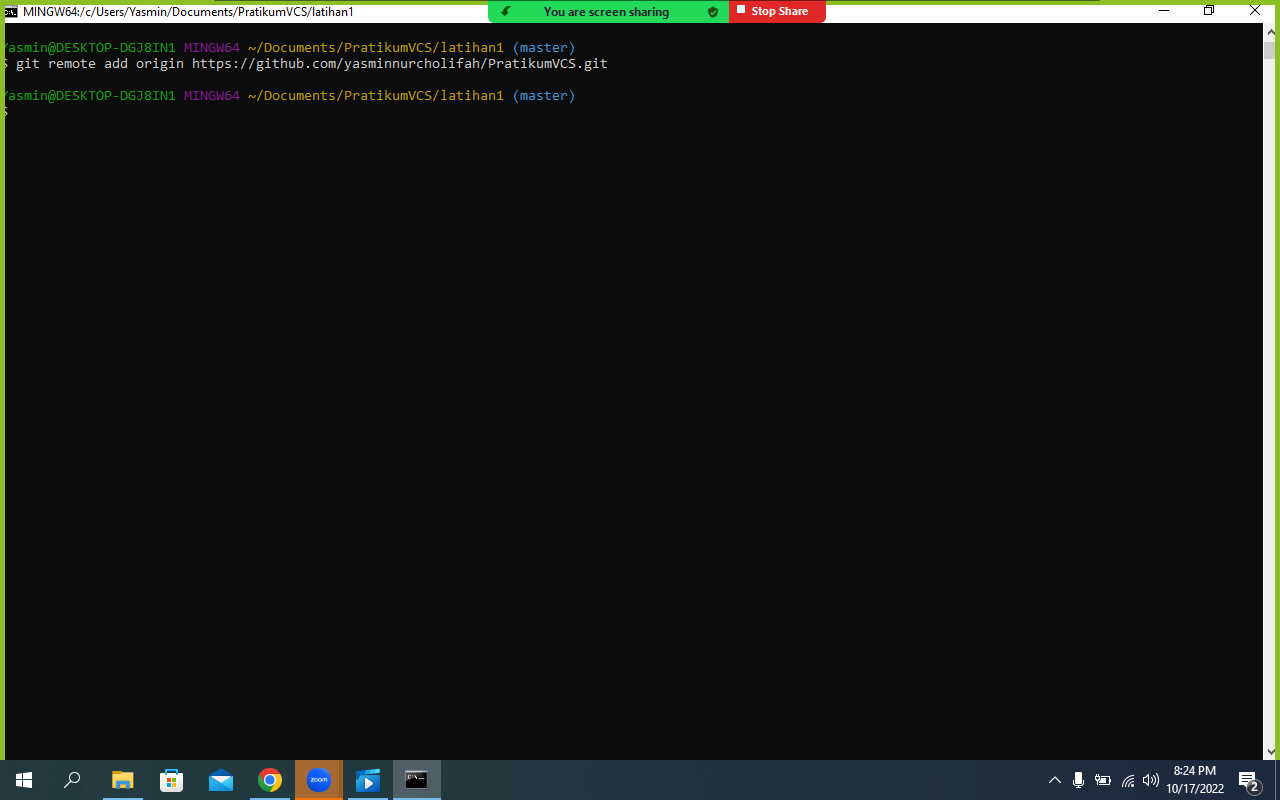 MINGW64:/c/Users/Yasmin/Documents/PratikumVCS/latihan1
You are screen sharing
Stop Share
Yasmin@DESKTOP-DGJ8IN1 MINGW64 ~/Documents/PratikumVCS/latihan1 (master)
$ git remote add origin https://github.com/yasminnurcholifah/PratikumVCS.git
Yasmin@DESKTOP-DGJ8IN1 MINGW64 ~/Documents/PratikumVCS/latihan1 (master)
$
zoom
8:24 PM
10/17/2022
2